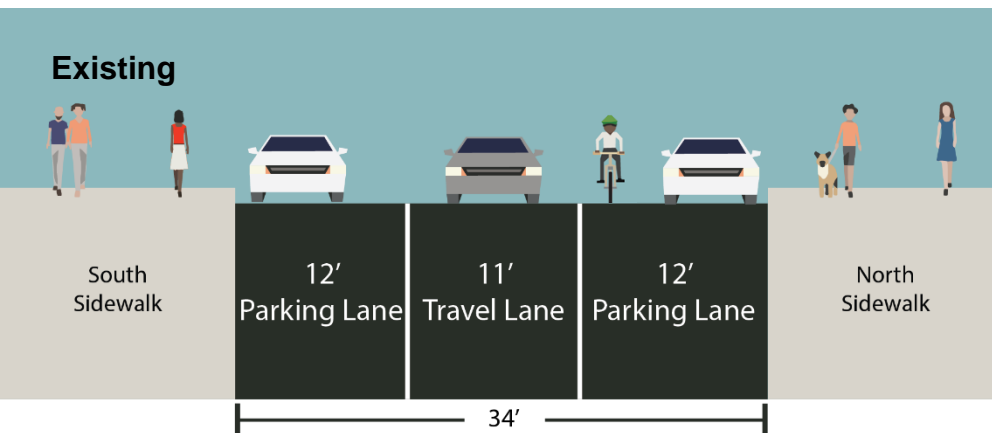 Existing
South
Sidewalk
12’
Parking Lane
11’
Travel Lane
12’
Parking Lane
North
Sidewalk
34’